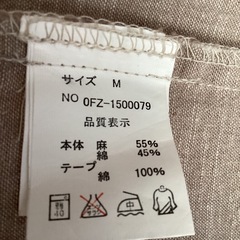 サイズ M
NO 0FZ-1500079
品質表示
本体 麻 55%
綿 45%
テープ
綿 100%